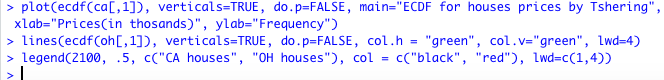 > plot(ecdf(ca[,1]), verticals=TRUE, do.p=FALSE, main="ECDF for houses prices by Tshering",
xlab="Prices(in thosands)", ylab="Frequency")
> lines(ecdf(oh[,1]), verticals=TRUE, do.p=FALSE, col.h = "green", col.v="green", lwd=4)
> legend(2100, .5, c("CA houses", "OH houses"), col = c("black", "red"), lwd=c(1,4))
>